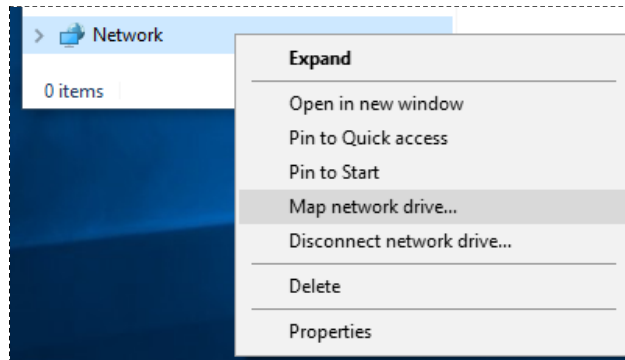 Network
0 items
Expand
Open in new window
Pin to Quick access
Pin to Start
Map network drive...
Disconnect network drive...
Delete
Properties